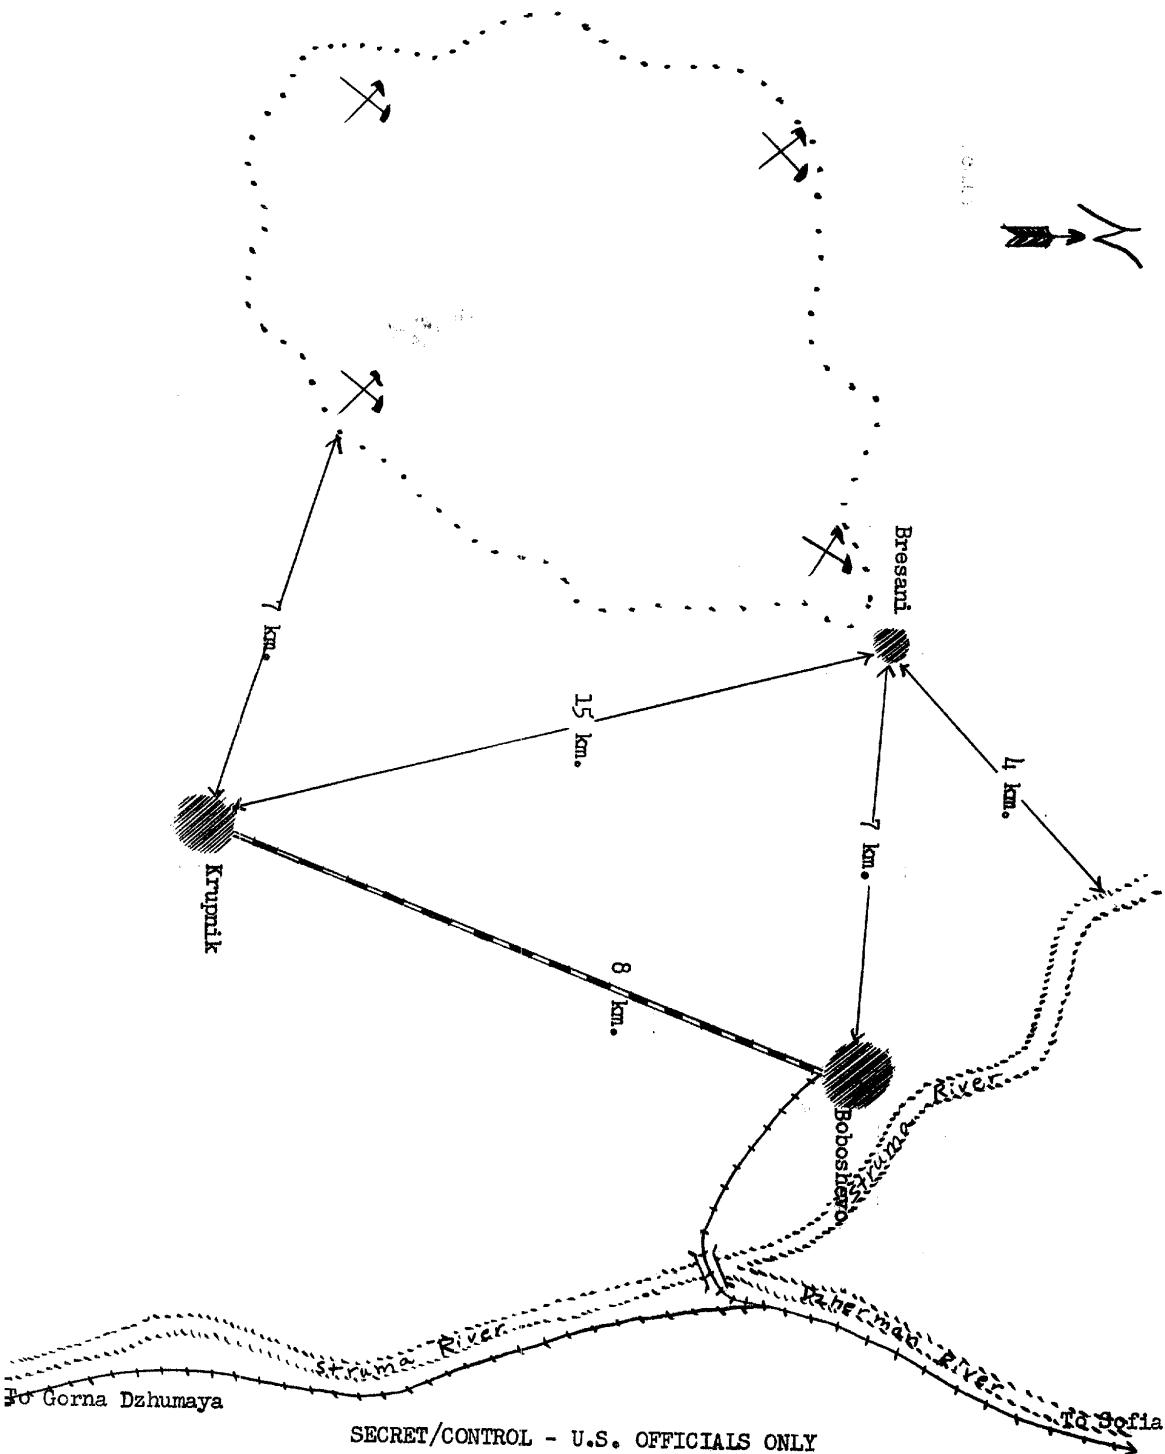 Bresani
7 km.
15 km.
4 km.
7 km.
Krupnik
8 km.
River
Struma
Boboshevo
Dzherman River
Struma River
To Gorna Dzhumaya
To Sofia
SECRET/CONTROL - U.S. OFFICIALS ONLY